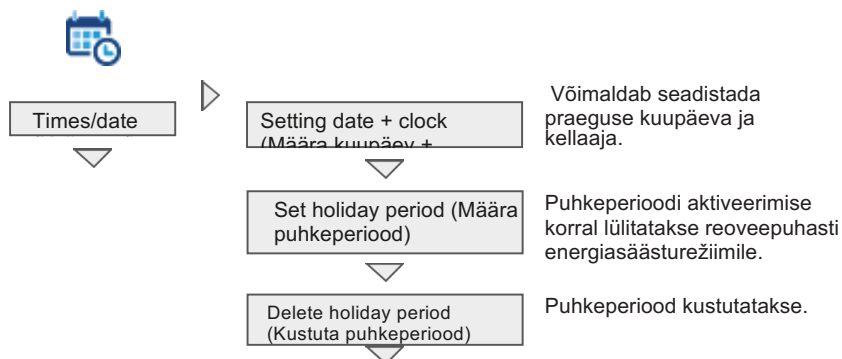 Times/date
Setting date + clock
(Määra kuupäev +
Võimaldab seadistada
praeguse kuupäeva ja
kellaaja.
Set holiday period (Määra
puhkeperiood)
Puhkeperioodi aktiveerimise
korral lülitatakse reoveepuhasti
energiasäästurežiimile.
Delete holiday period
(Kustuta puhkeperiood)
Puhkeperiood kustutatakse.